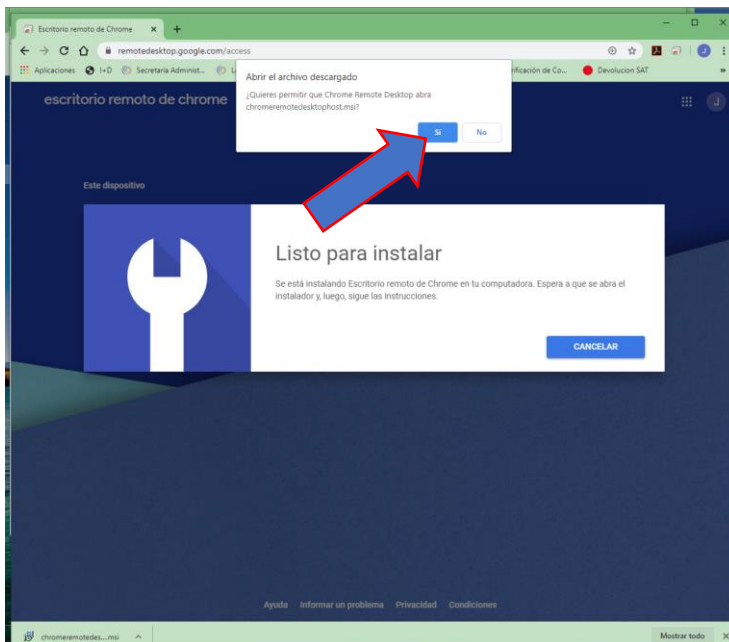 Escritorio remoto de Chrome
remotedesktop.google.com/access
Aplicaciones I+D Secretaría Administ... ificación de Co... Devolucion SAT
Abrir el archivo descargado
¿Quieres permitir que Chrome Remote Desktop abra
chromeremotedesktophost.msi?
Sí No
escritorio remoto de chrome
J
Este dispositivo
Listo para instalar
Se está instalando Escritorio remoto de Chrome en tu computadora. Espera a que se abra el
instalador y, luego, sigue las instrucciones.
CANCELAR
Ayuda Informar un problema Privacidad Condiciones
chromeremotedes....msi Mostrar todo